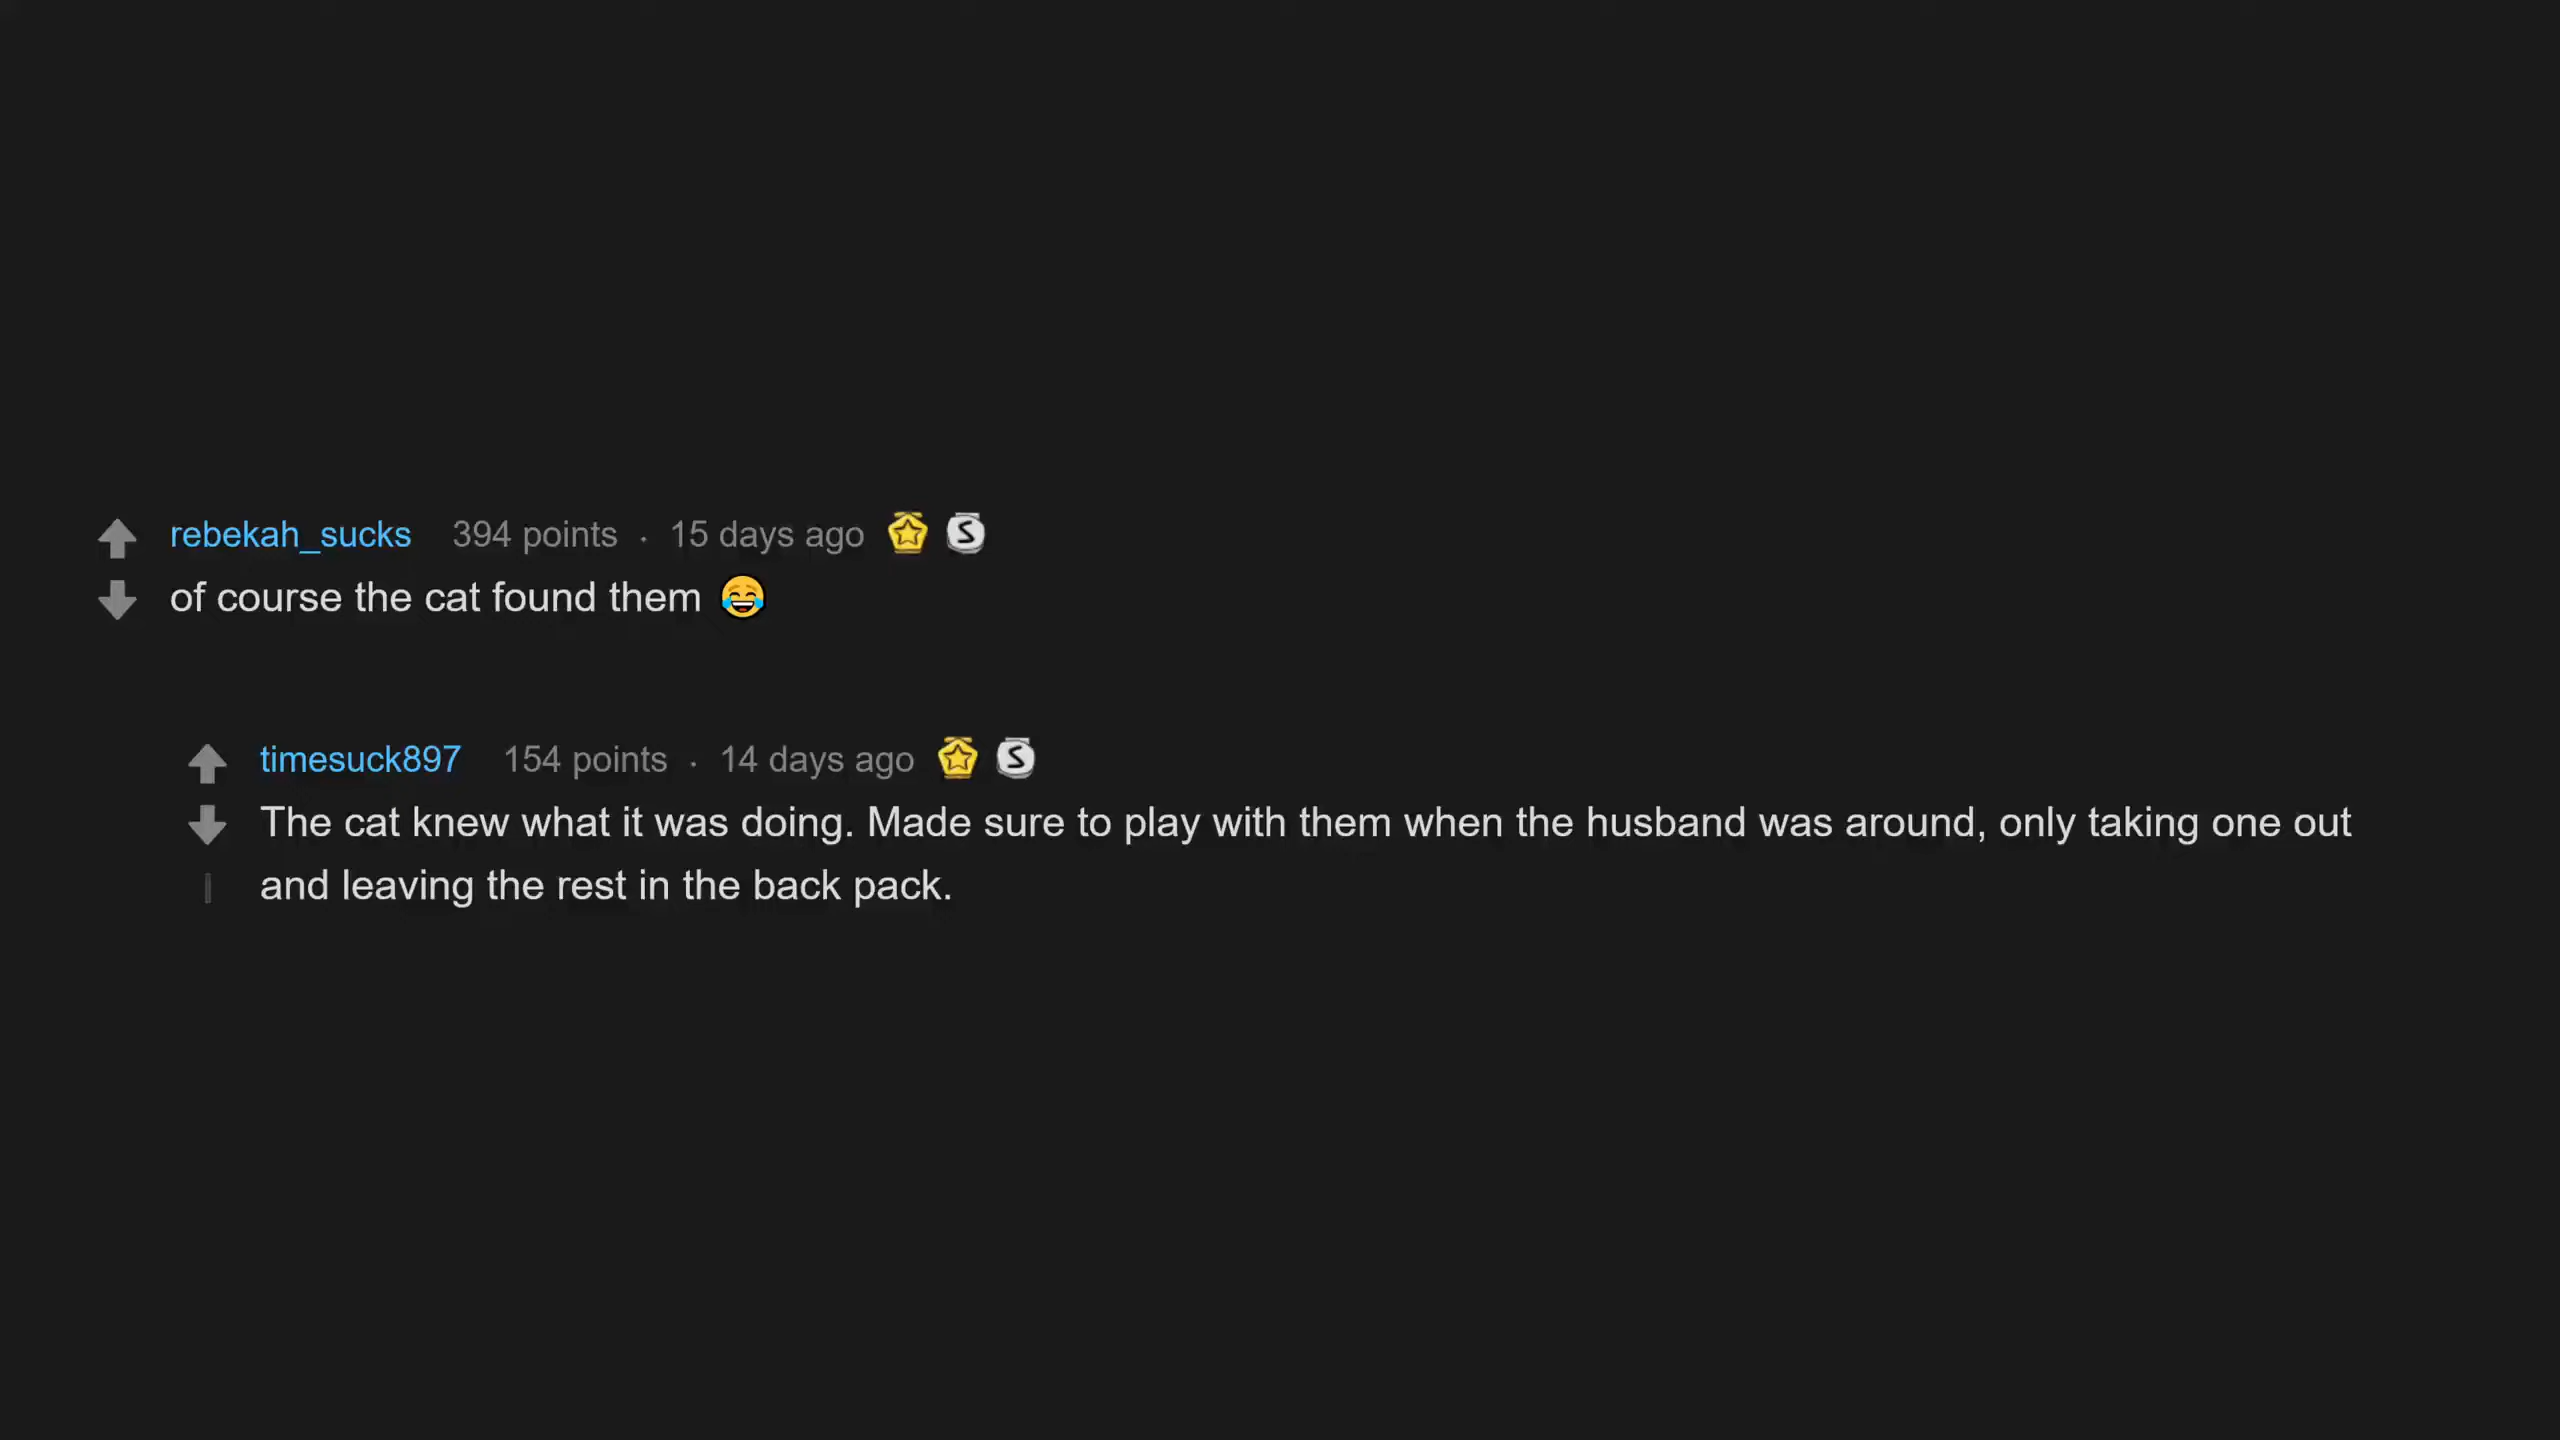 rebekah_sucks 394 points · 15 days ago
of course the cat found them 😂
timesuck897 154 points · 14 days ago
The cat knew what it was doing. Made sure to play with them when the husband was around, only taking one out
and leaving the rest in the back pack.